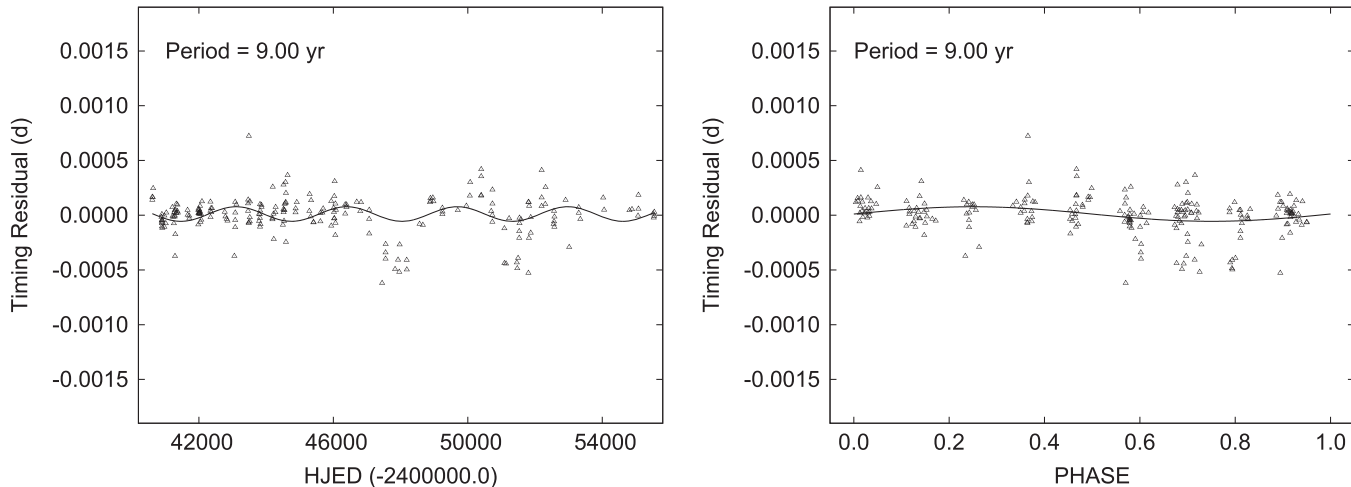 Timing Residual (d)
0.0015
0.0010
0.0005
0.0000
-0.0005
-0.0010
-0.0015
Period = 9.00 yr
42000 46000 50000 54000
HJED (-2400000.0)
Timing Residual (d)
0.0015
0.0010
0.0005
0.0000
-0.0005
-0.0010
-0.0015
Period = 9.00 yr
0.0 0.2 0.4 0.6 0.8 1.0
PHASE